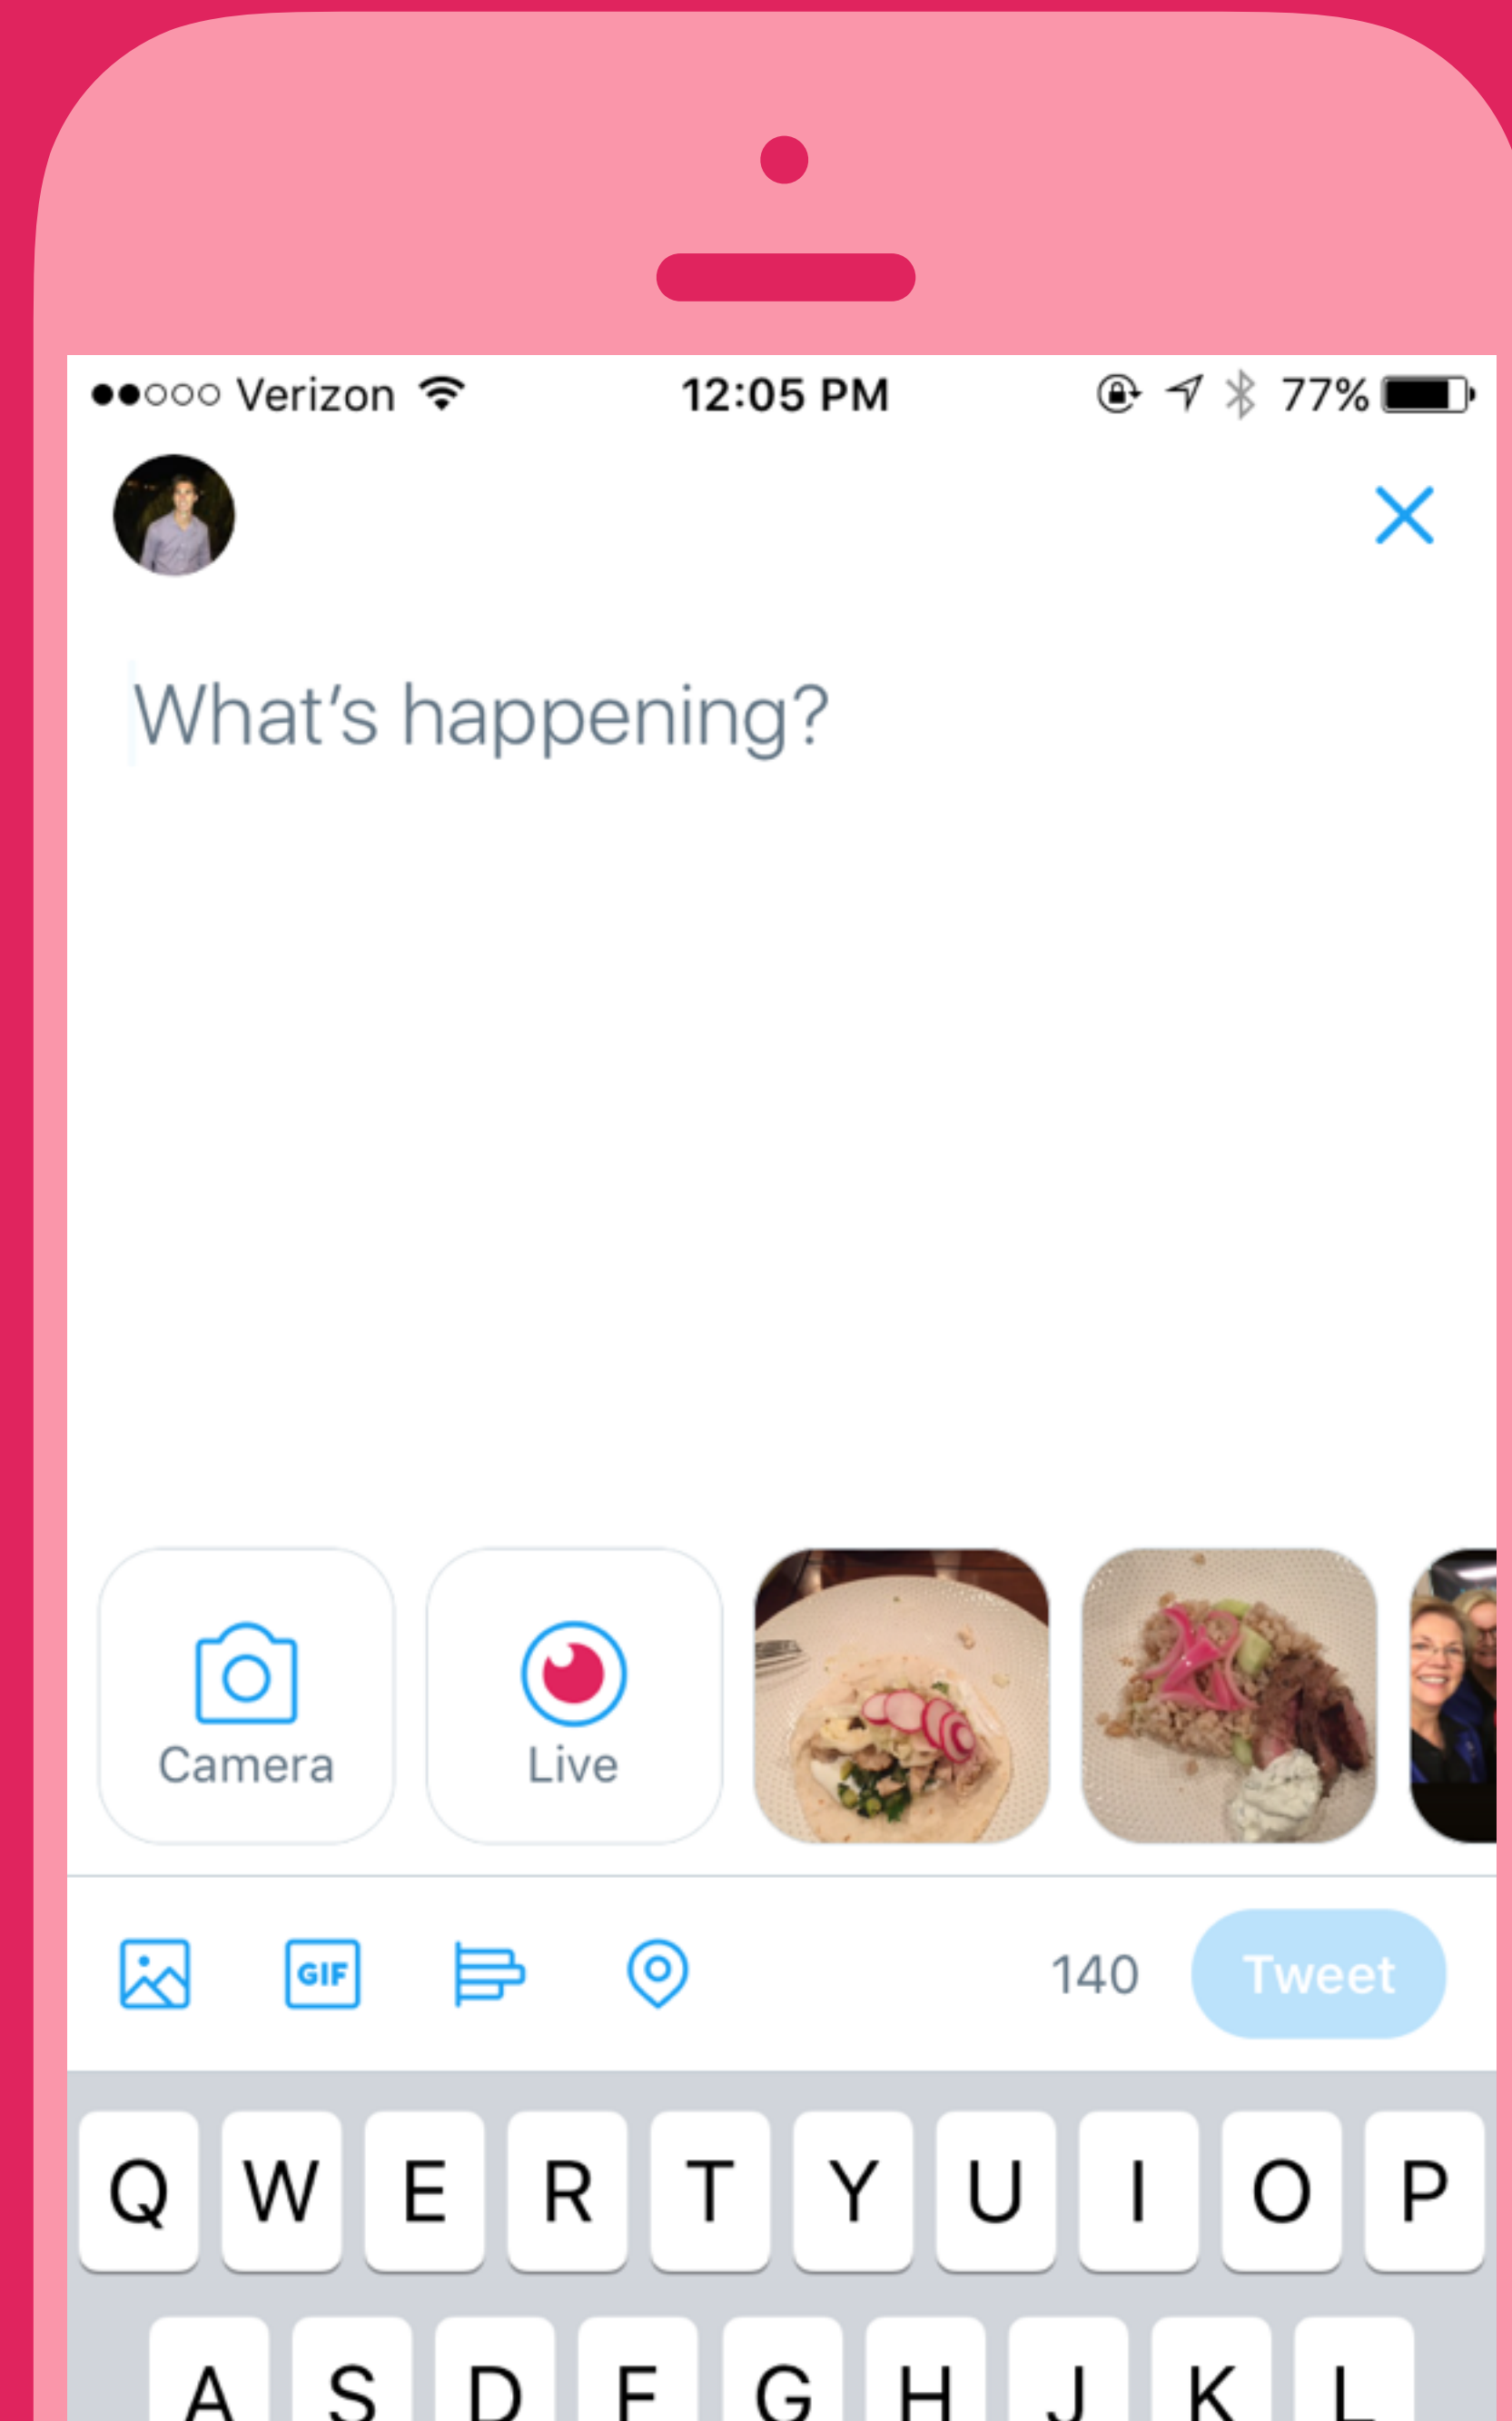 Verizon 12:05 PM 77%
What's happening?
Camera Live
GIF 140 Tweet
Q W E R T Y U I O P
A S D F G H J K L